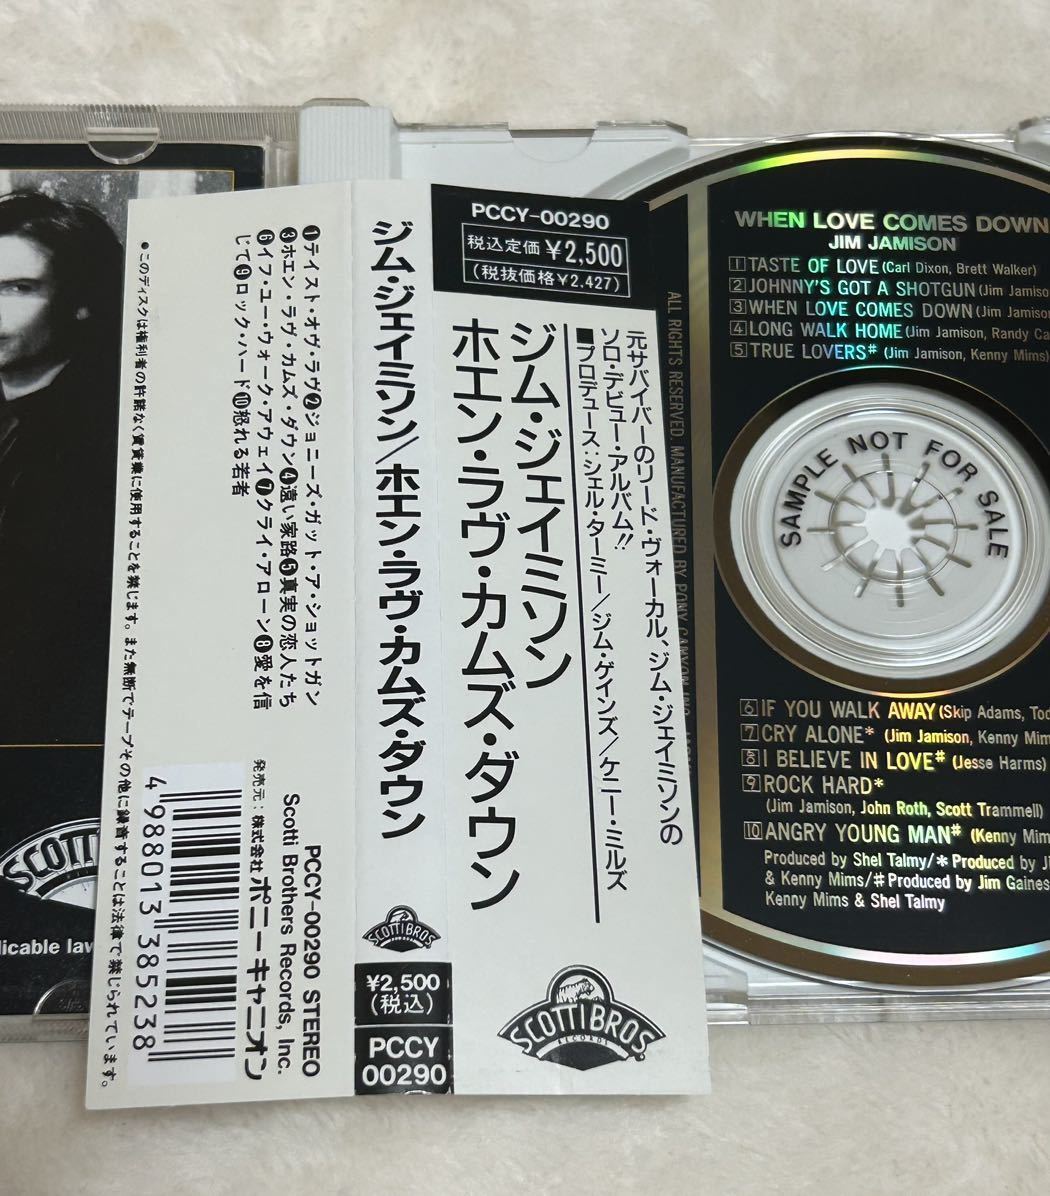 PCCY-00290
税込定価 ¥2,500
(税抜価格¥2,427)
元サバイバーのリード・ヴォーカル、ジム・ジェイミソンの
ソロ・デビュー・アルバム!!
■プロデュース:シェル・ターミー/ジム・ゲインズ/ケニー・ミルズ
ジム・ジェイミソン
ホエン・ラヴ・カムズ・ダウン
SCOTTI BROS.
RECORDS
ジム・ジェイミソン/ホエン・ラヴ・カムズ・ダウン
SCOTTI BROS.
¥2,500
(税込)
PCCY
00290
❶テイスト・オヴ・ラヴ❷ジョニーズ・ガット・ア・ショットガン
❸ホエン・ラヴ・カムズ・ダウン❹遠い家路❺真実の恋人たち
❻イフ・ユー・ウォーク・アウェイ❼クライ・アローン❽愛を信
じて❾ロック・ハード❿怒れる若者
PCCY-00290 STEREO
Scotti Brothers Records, Inc.
発売元:株式会社ポニーキャニオン
4 988013 385238
●このディスクは権利者の許諾なく賃貸業に使用することを禁じます。また無断でテープその他に録音することは法律で禁じられています。
SCOTTI
licable law
WHEN LOVE COMES DOWN
JIM JAMISON
1 TASTE OF LOVE (Carl Dixon, Brett Walker)
2 JOHNNY'S GOT A SHOTGUN (Jim Jamiso
3 WHEN LOVE COMES DOWN (Jim Jamiso
4 LONG WALK HOME (Jim Jamison, Randy Ca
5 TRUE LOVERS# (Jim Jamison, Kenny Mims)
SAMPLE NOT FOR SALE
6 IF YOU WALK AWAY (Skip Adams, Tod
7 CRY ALONE* (Jim Jamison, Kenny Mim
8 I BELIEVE IN LOVE# (Jesse Harms)
9 ROCK HARD*
(Jim Jamison, John Roth, Scott Trammell)
10 ANGRY YOUNG MAN# (Kenny Mim
Produced by Shel Talmy/* Produced by Ji
& Kenny Mims/# Produced by Jim Gaines
Kenny Mims & Shel Talmy
ALL RIGHTS RESERVED. MANUFACTURED BY PONY CANYON INC.